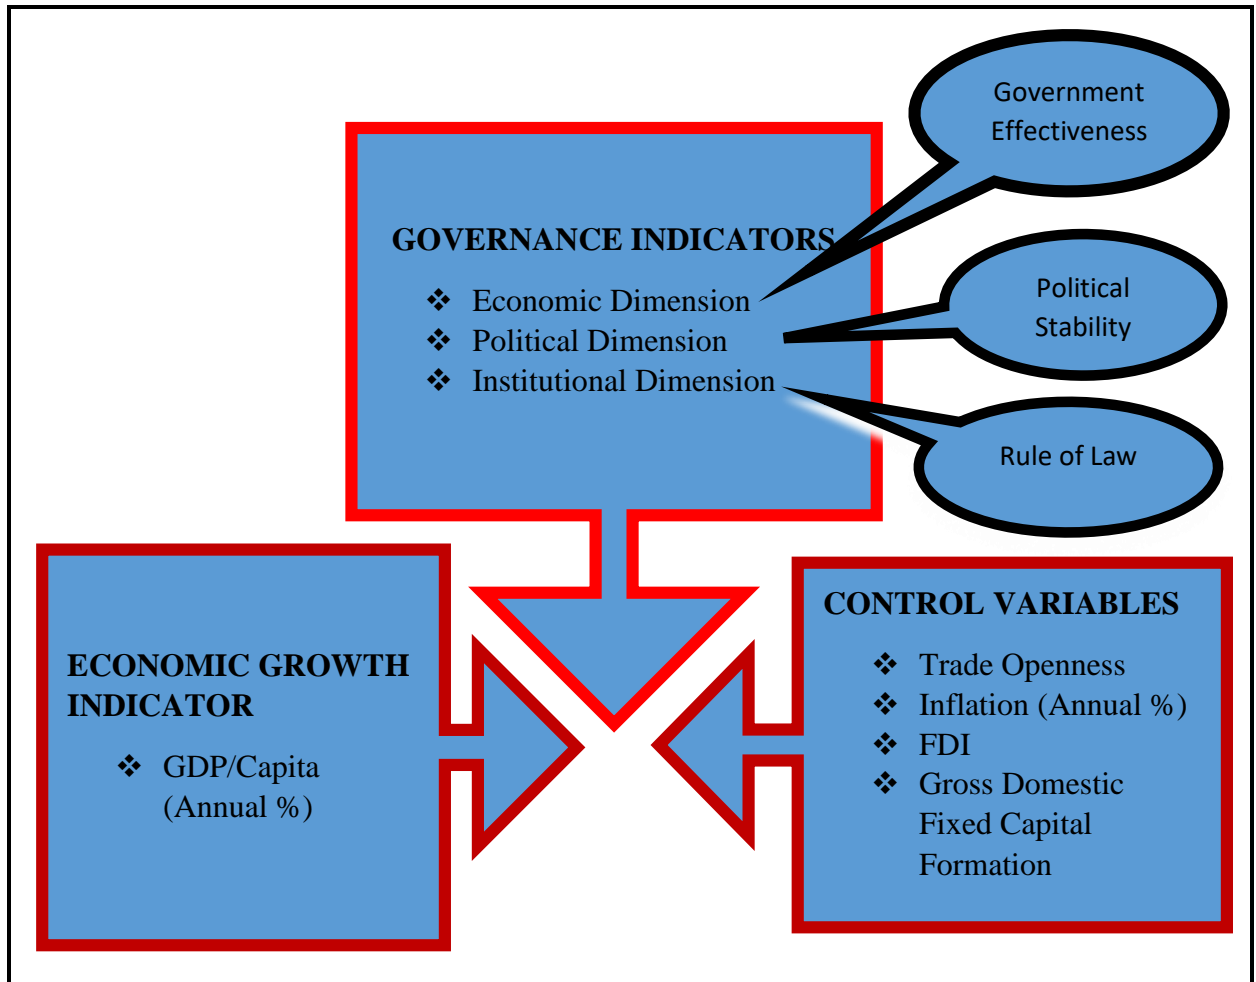 Government
Effectiveness
GOVERNANCE INDICATORS
❖ Economic Dimension
❖ Political Dimension
❖ Institutional Dimension
Political
Stability
Rule of Law
ECONOMIC GROWTH
INDICATOR
❖ GDP/Capita
(Annual %)
CONTROL VARIABLES
❖ Trade Openness
❖ Inflation (Annual %)
❖ FDI
❖ Gross Domestic
Fixed Capital
Formation